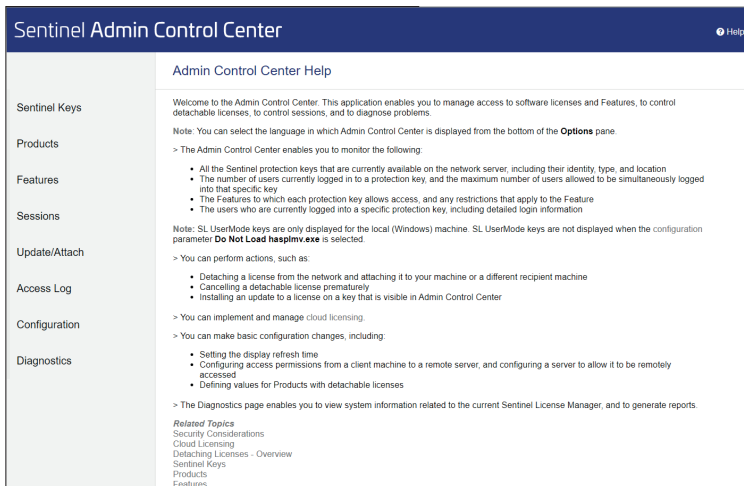 Sentinel Admin Control Center
Help
Admin Control Center Help
Sentinel Keys
Products
Features
Sessions
Update/Attach
Access Log
Configuration
Diagnostics
Welcome to the Admin Control Center. This application enables you to manage access to software licenses and Features, to control
detachable licenses, to control sessions, and to diagnose problems.
Note: You can select the language in which Admin Control Center is displayed from the bottom of the Options pane.
> The Admin Control Center enables you to monitor the following:
• All the Sentinel protection keys that are currently available on the network server, including their identity, type, and location
• The number of users currently logged in to a protection key, and the maximum number of users allowed to be simultaneously logged
into that specific key
• The Features to which each protection key allows access, and any restrictions that apply to the Feature
• The users who are currently logged into a specific protection key, including detailed login information
Note: SL UserMode keys are only displayed for the local (Windows) machine. SL UserMode keys are not displayed when the configuration
parameter Do Not Load hasplmv.exe is selected.
> You can perform actions, such as:
• Detaching a license from the network and attaching it to your machine or a different recipient machine
• Cancelling a detachable license prematurely
• Installing an update to a license on a key that is visible in Admin Control Center
> You can implement and manage cloud licensing.
> You can make basic configuration changes, including:
• Setting the display refresh time
• Configuring access permissions from a client machine to a remote server, and configuring a server to allow it to be remotely
accessed
• Defining values for Products with detachable licenses
> The Diagnostics page enables you to view system information related to the current Sentinel License Manager, and to generate reports.
Related Topics
Security Considerations
Cloud Licensing
Detaching Licenses - Overview
Sentinel Keys
Products
Features